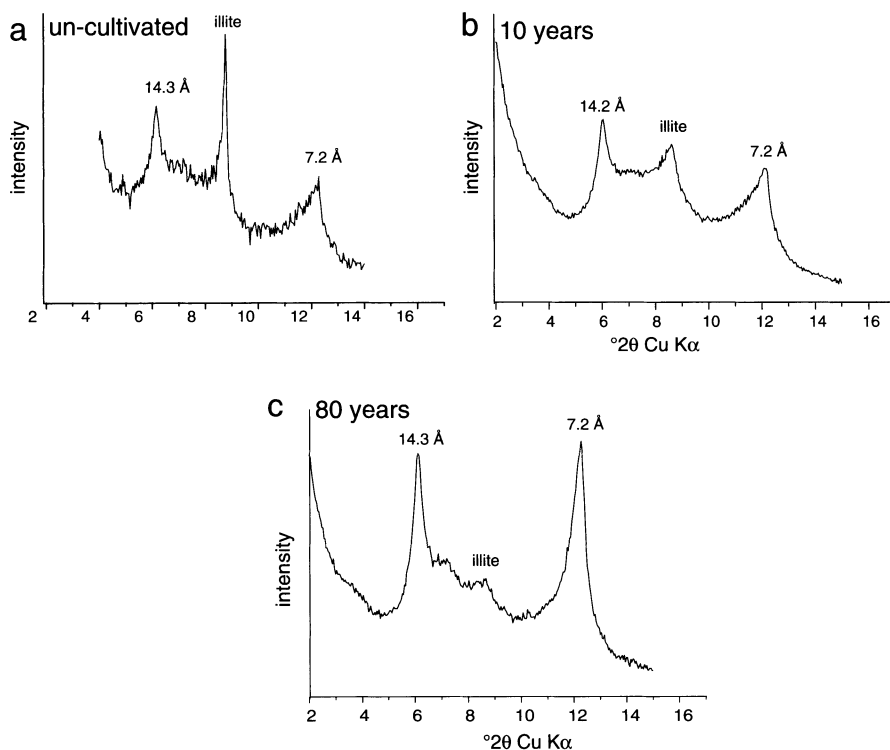 a un-cultivated
illite
14.3 Å
7.2 Å
intensity
2 4 6 8 10 12 14 16
b 10 years
14.2 Å
illite
7.2 Å
intensity
2 4 6 8 10 12 14 16
°2θ Cu Kα
c 80 years
14.3 Å
7.2 Å
illite
intensity
2 4 6 8 10 12 14 16
°2θ Cu Kα